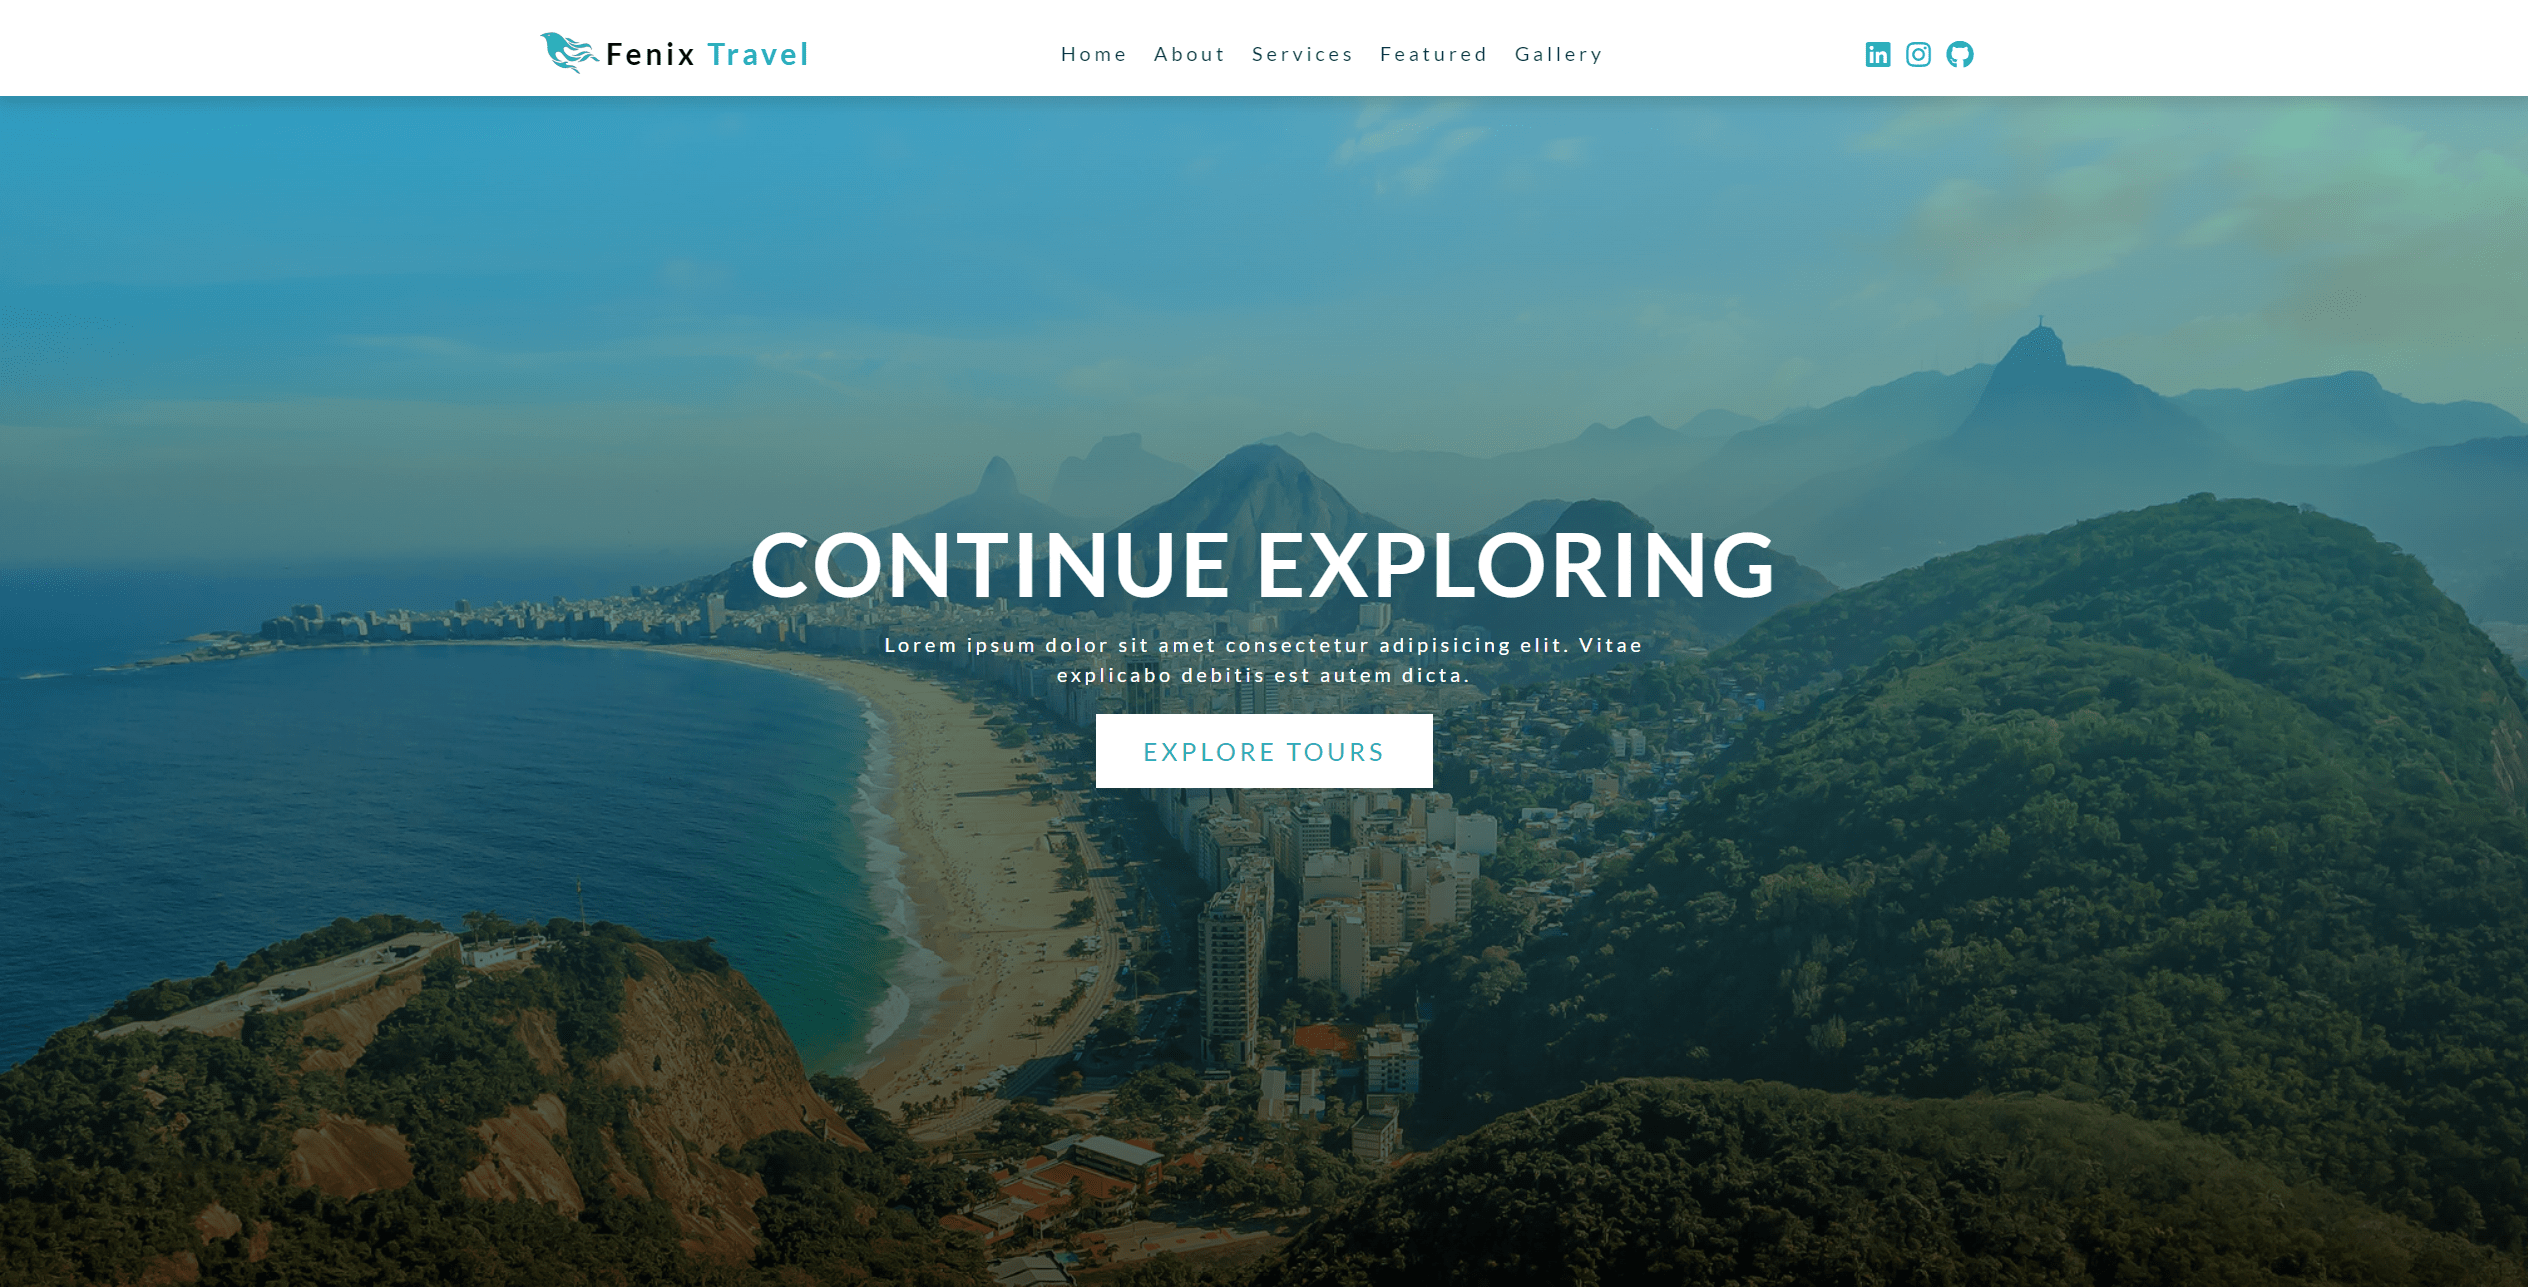 Fenix Travel
Home About Services Featured Gallery
in
CONTINUE EXPLORING
Lorem ipsum dolor sit amet consectetur adipisicing elit. Vitae
explicabo debitis est autem dicta.
EXPLORE TOURS